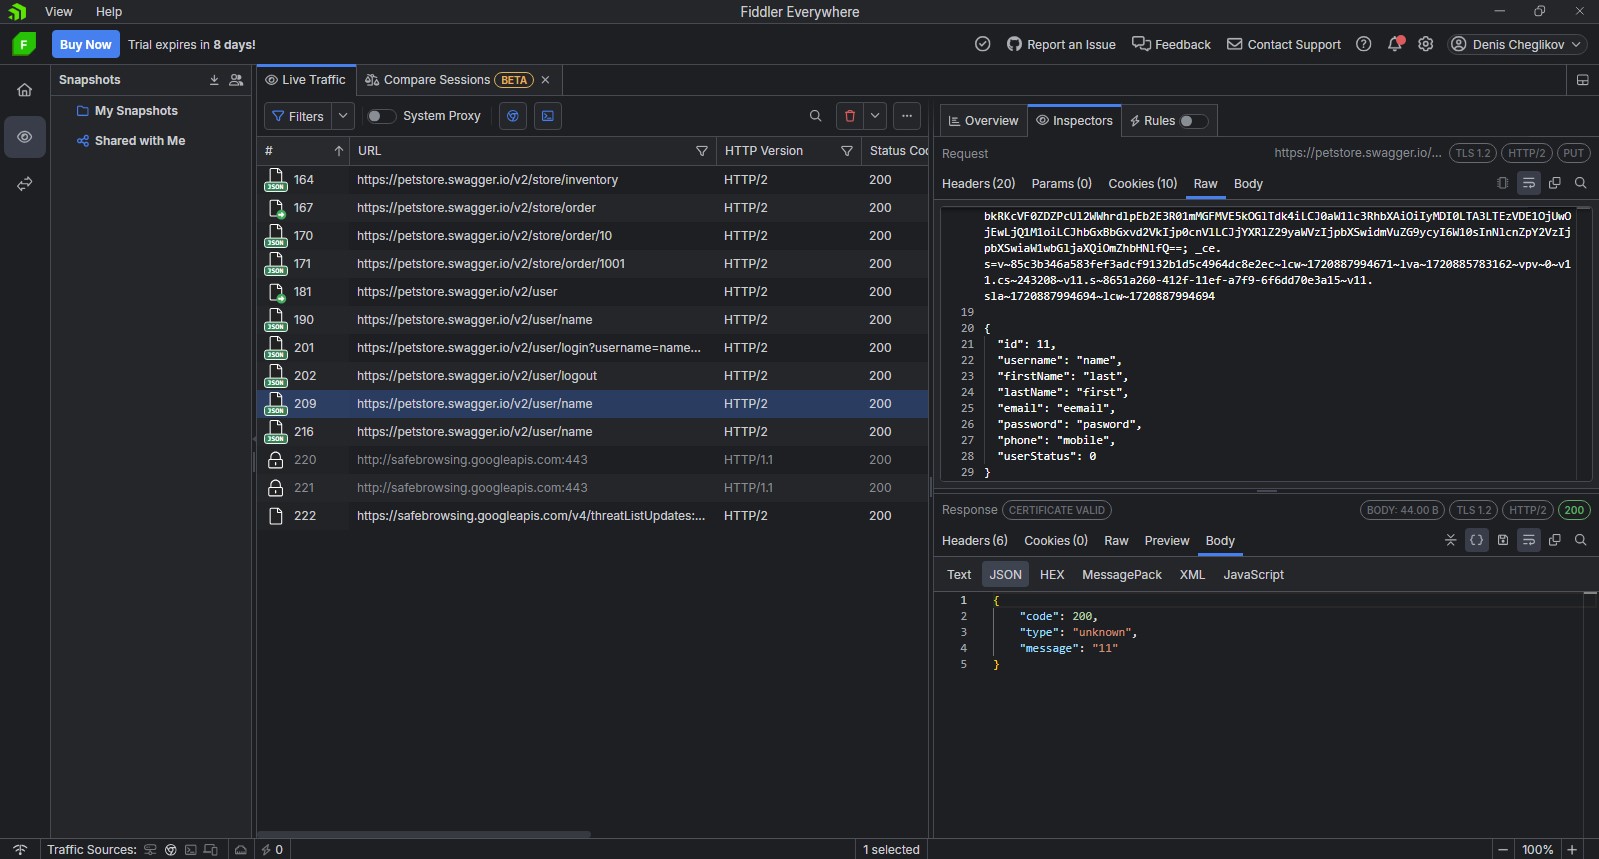 View Help
Fiddler Everywhere
F
Buy Now
Trial expires in 8 days!
Report an Issue
Feedback
Contact Support
Denis Cheglikov
Snapshots
My Snapshots
Shared with Me
Live Traffic
Compare Sessions BETA
Filters
System Proxy
# URL HTTP Version Status Co
JSON 164 https://petstore.swagger.io/v2/store/inventory HTTP/2 200
167 https://petstore.swagger.io/v2/store/order HTTP/2 200
JSON 170 https://petstore.swagger.io/v2/store/order/10 HTTP/2 200
JSON 171 https://petstore.swagger.io/v2/store/order/1001 HTTP/2 200
181 https://petstore.swagger.io/v2/user HTTP/2 200
JSON 190 https://petstore.swagger.io/v2/user/name HTTP/2 200
JSON 201 https://petstore.swagger.io/v2/user/login?username=name... HTTP/2 200
JSON 202 https://petstore.swagger.io/v2/user/logout HTTP/2 200
JSON 209 https://petstore.swagger.io/v2/user/name HTTP/2 200
JSON 216 https://petstore.swagger.io/v2/user/name HTTP/2 200
220 http://safebrowsing.googleapis.com:443 HTTP/1.1 200
221 http://safebrowsing.googleapis.com:443 HTTP/1.1 200
222 https://safebrowsing.googleapis.com/v4/threatListUpdates:... HTTP/2 200
Overview Inspectors Rules
Request https://petstore.swagger.io/... TLS 1.2 HTTP/2 PUT
Headers (20) Params (0) Cookies (10) Raw Body
s=v~85c3b346a583fef3adcf9132b1d5c4964dc8e2ec~lcw~1720887994671~lva~1720885783162~vpv~0~v1
1.cs~243208~v11.s~8651a260-412f-11ef-a7f9-6f6dd70e3a15~v11.
sla~1720887994694~lcw~1720887994694
19
20 {
21 "id": 11,
22 "username": "name",
23 "firstName": "last",
24 "lastName": "first",
25 "email": "eemail",
26 "password": "pasword",
27 "phone": "mobile",
28 "userStatus": 0
29 }
Response CERTIFICATE VALID BODY: 44.00 B TLS 1.2 HTTP/2 200
Headers (6) Cookies (0) Raw Preview Body
Text JSON HEX MessagePack XML JavaScript
1 {
2 "code": 200,
3 "type": "unknown",
4 "message": "11"
5 }
Traffic Sources:
0
1 selected
100%